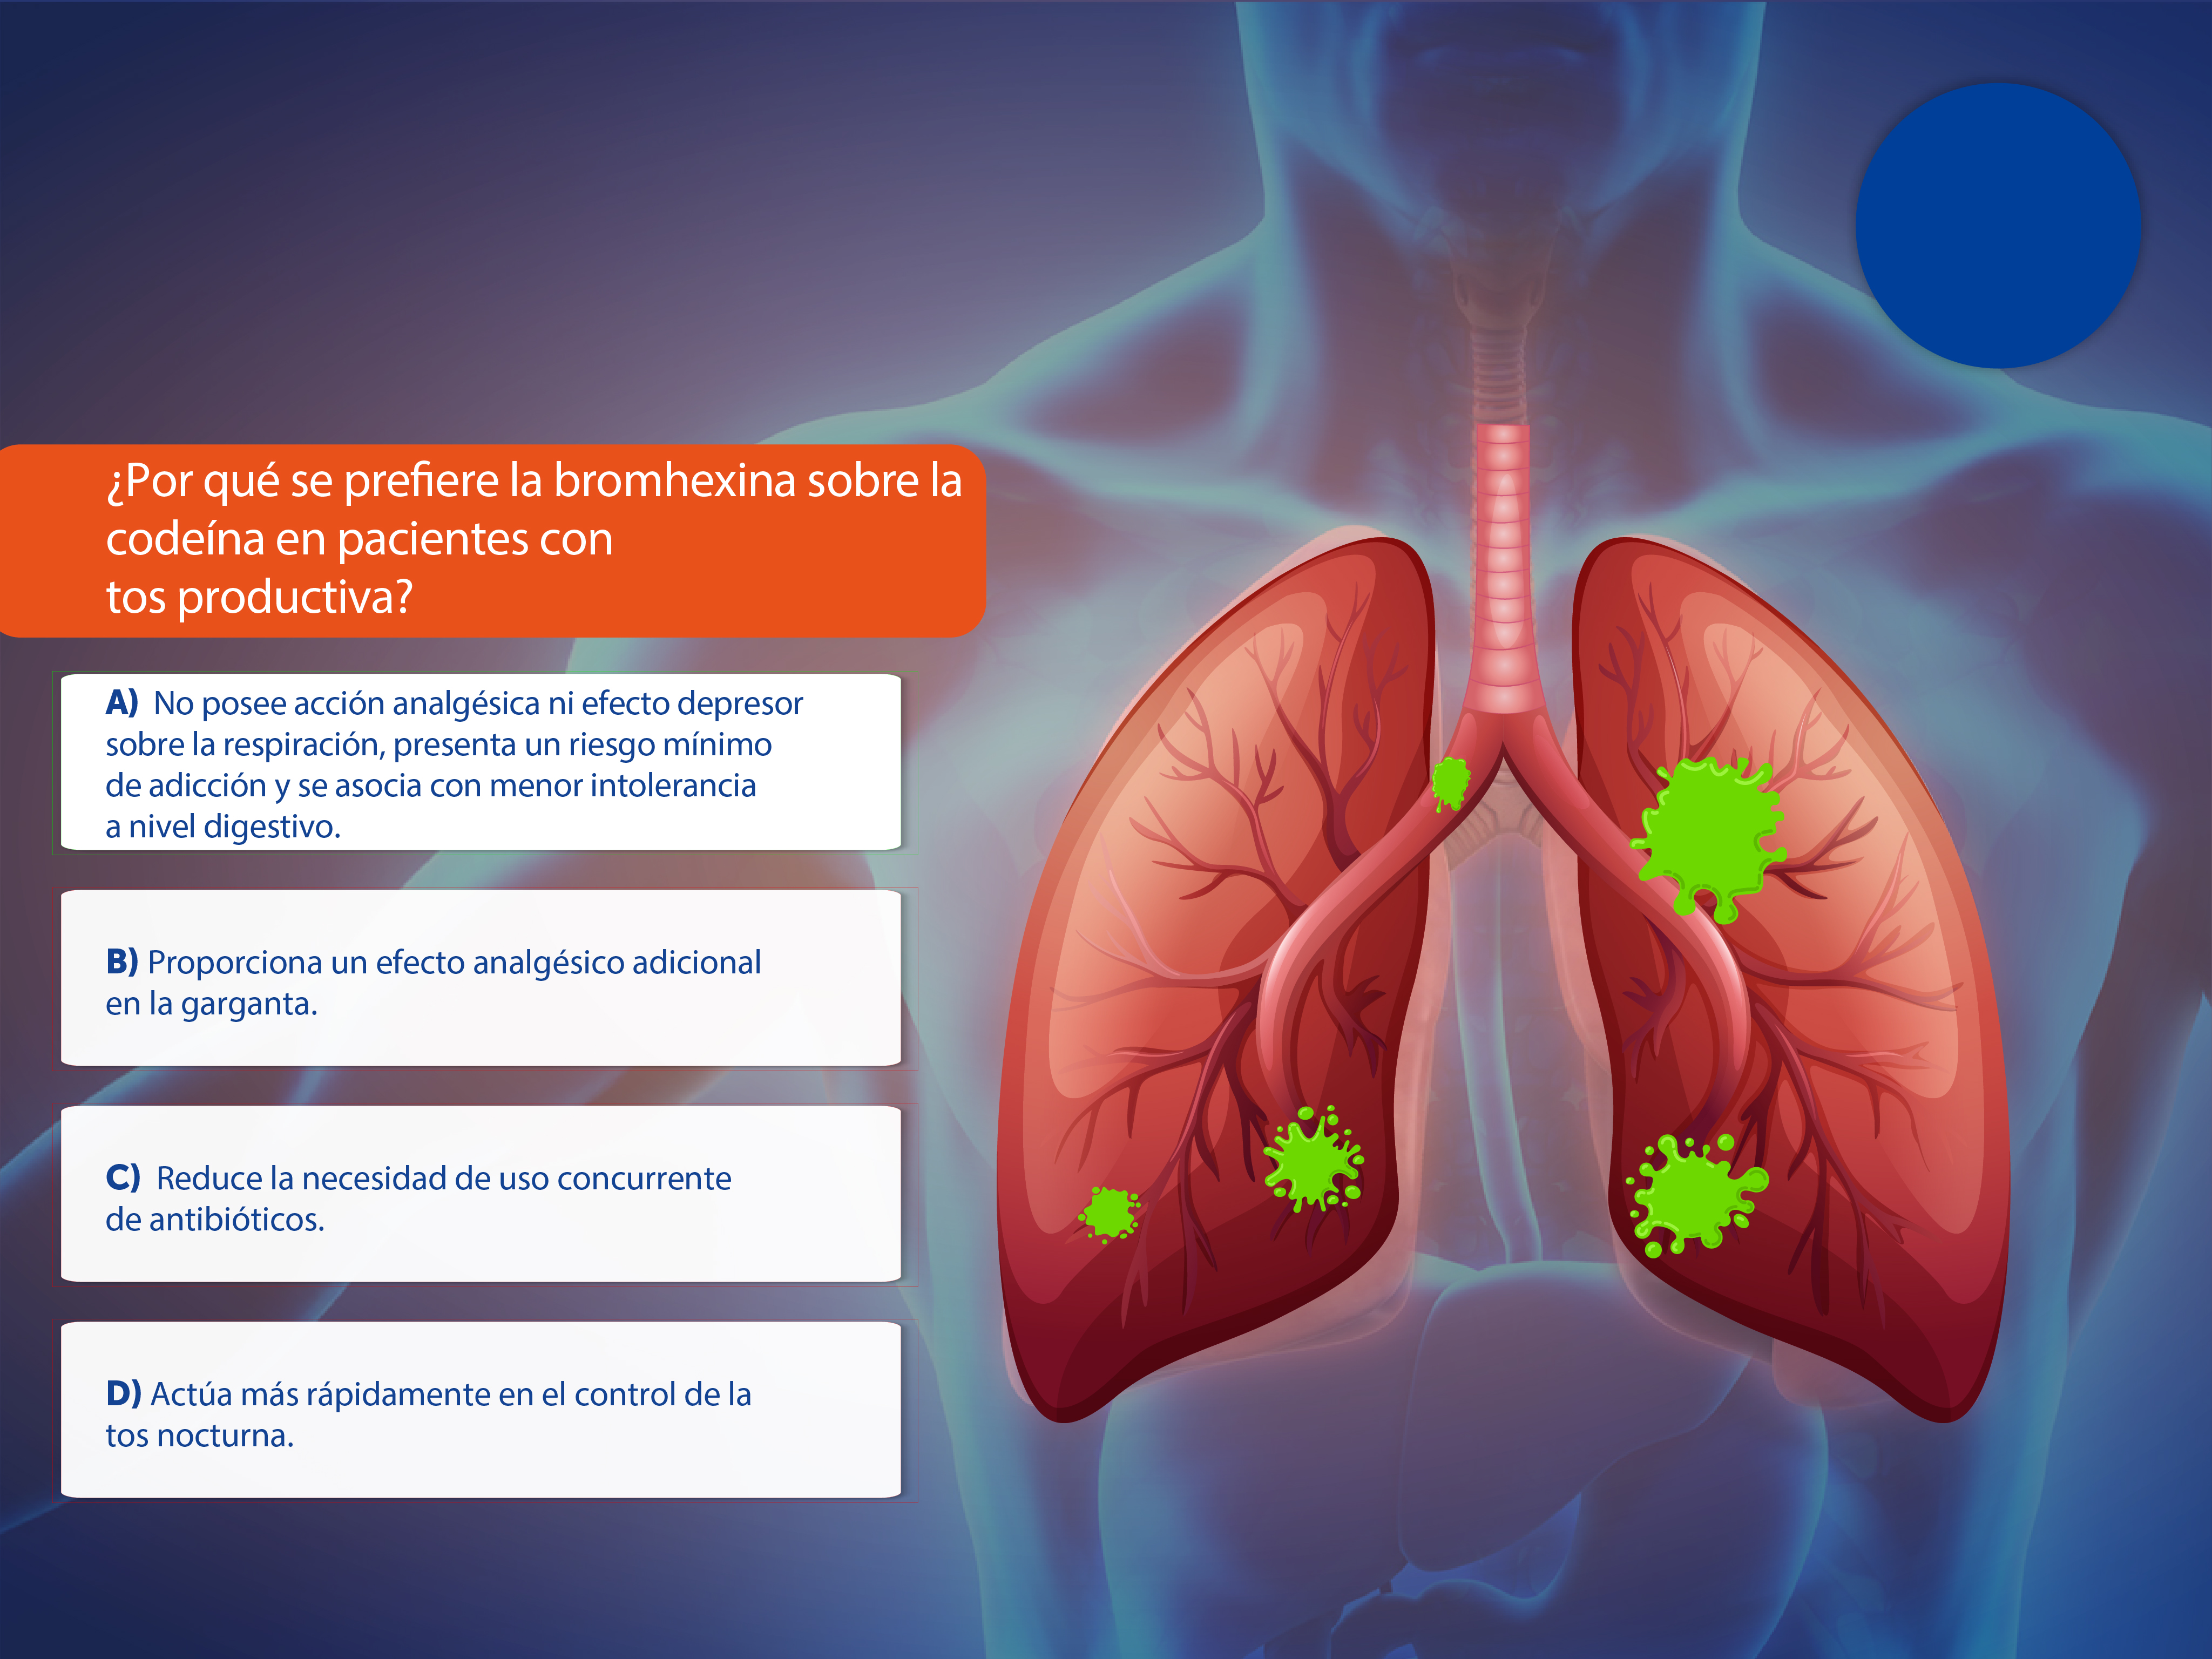 ¿Por qué se prefiere la bromhexina sobre la
codeína en pacientes con
tos productiva?
A) No posee acción analgésica ni efecto depresor
sobre la respiración, presenta un riesgo mínimo
de adicción y se asocia con menor intolerancia
a nivel digestivo.
B) Proporciona un efecto analgésico adicional
en la garganta.
C) Reduce la necesidad de uso concurrente
de antibióticos.
D) Actúa más rápidamente en el control de la
tos nocturna.